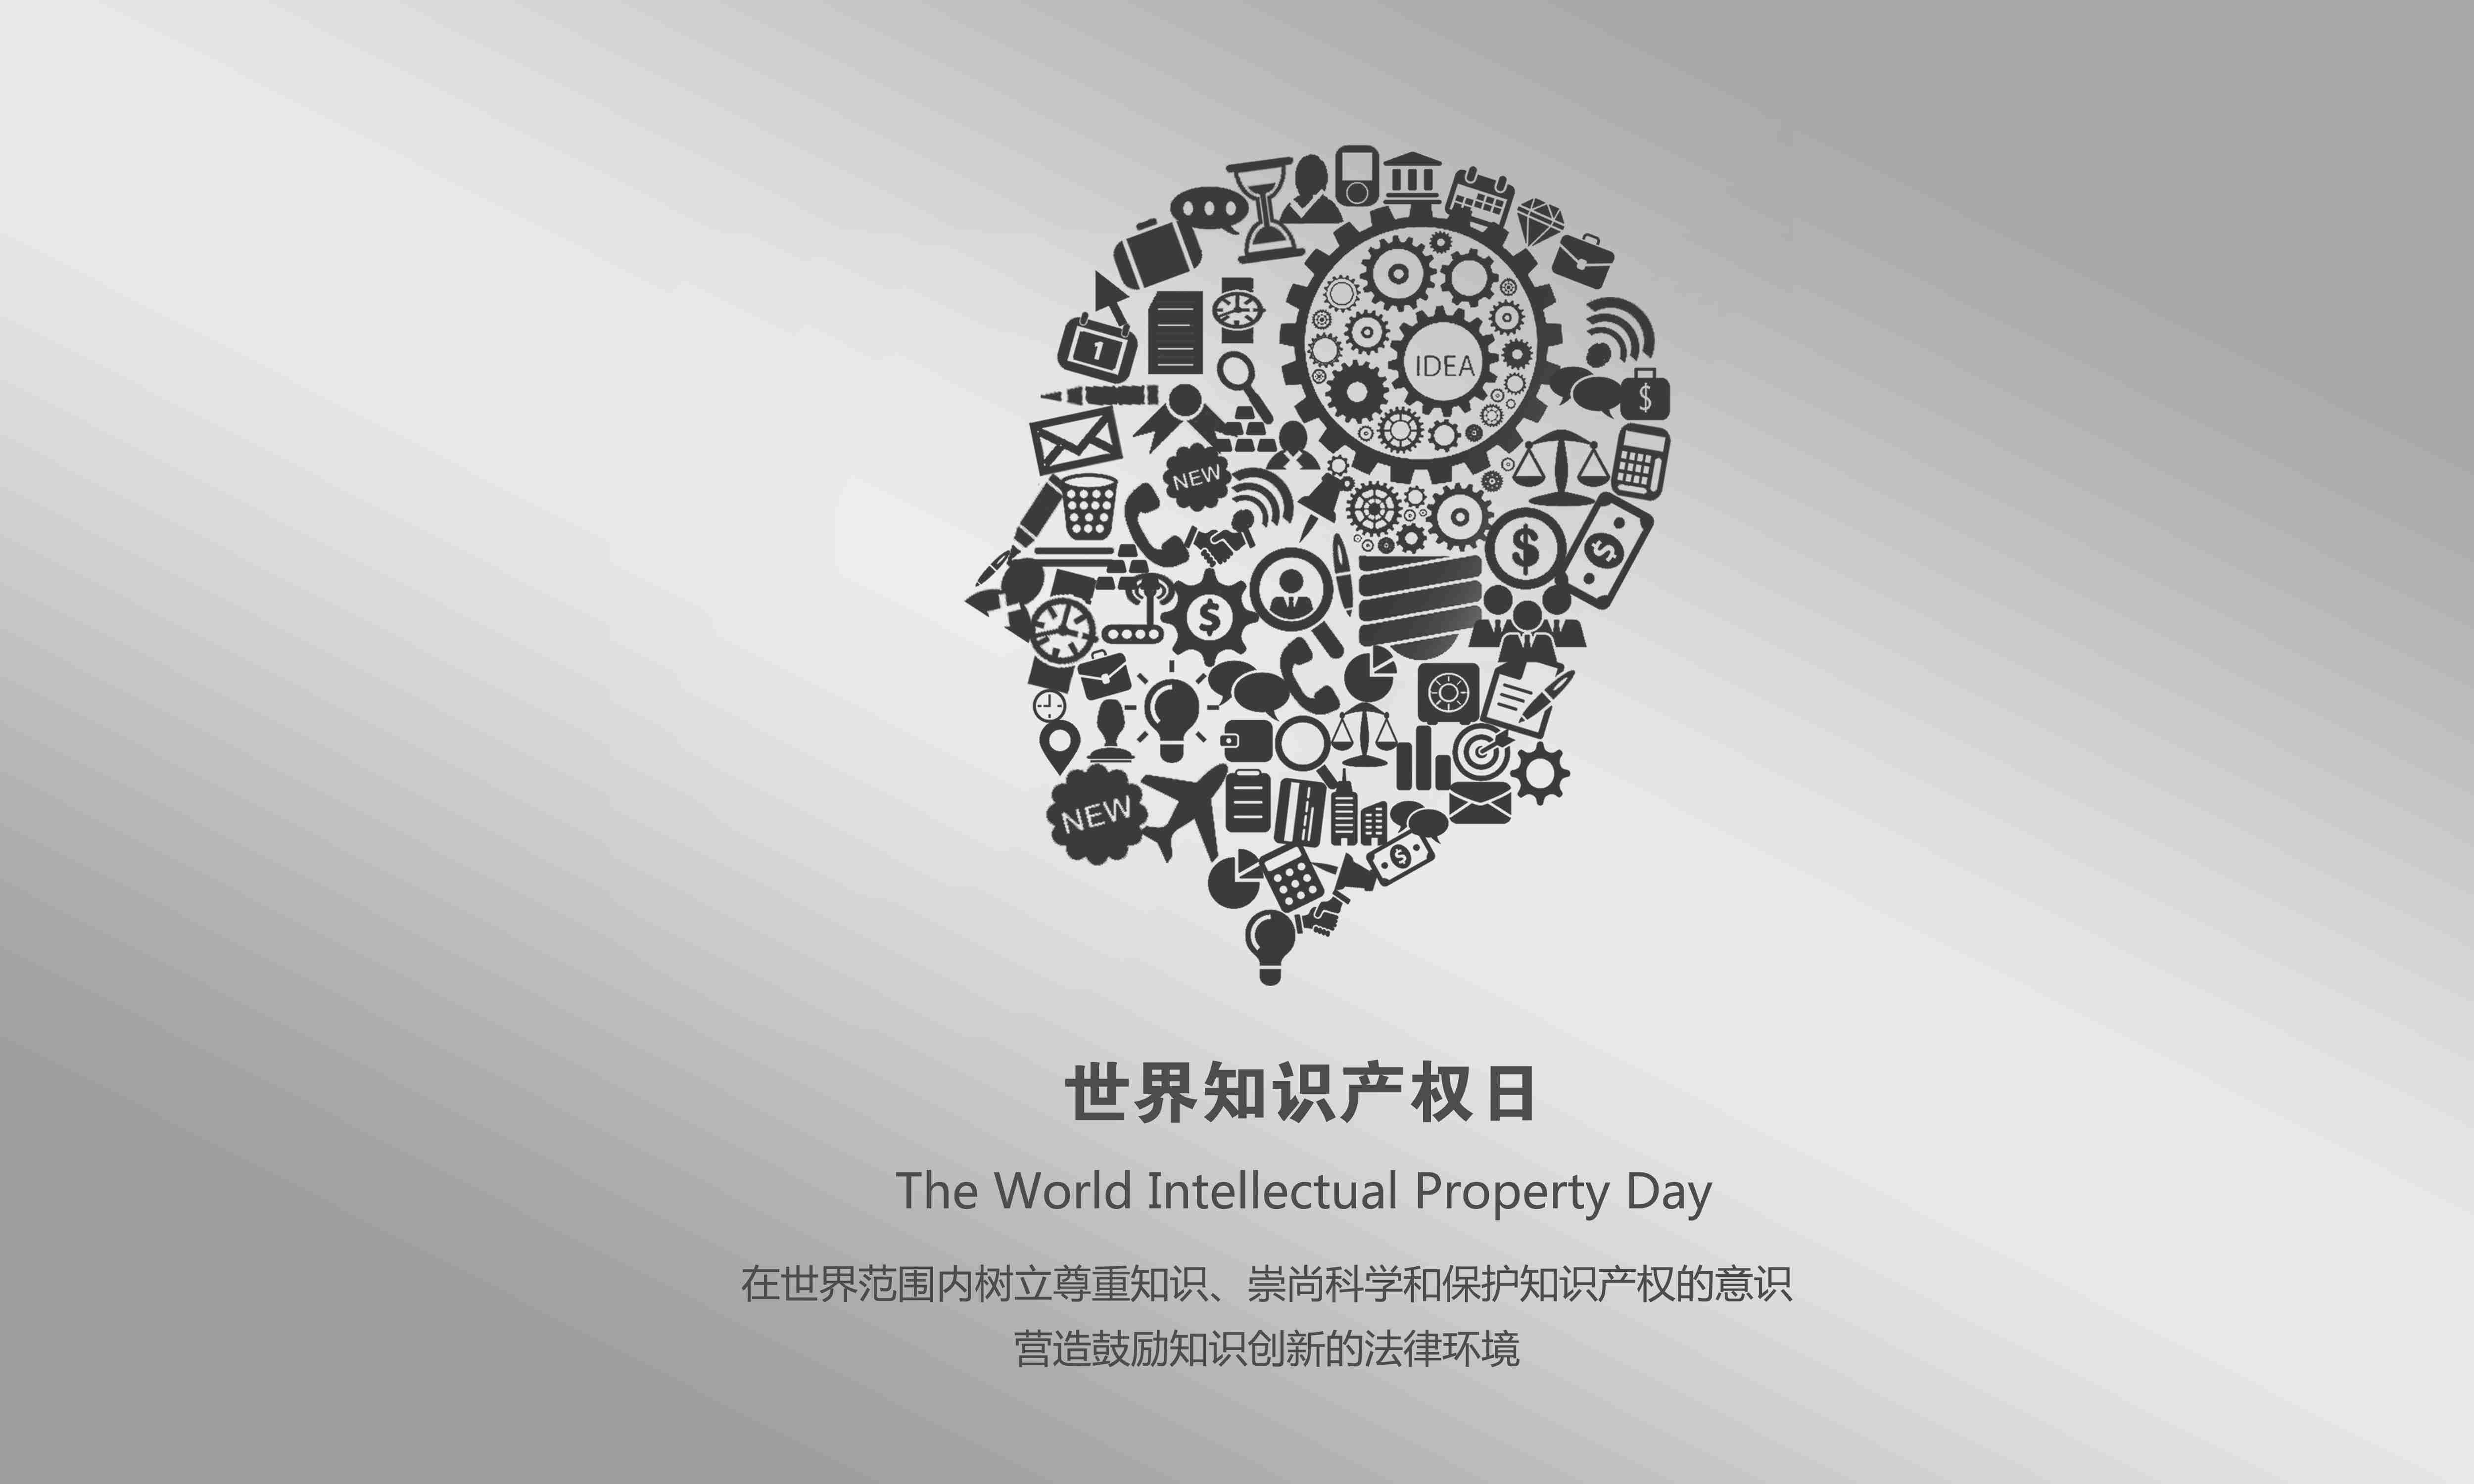 1
IDEA
$
NEW
$
$
$
NEW
$
世界知识产权日
The World Intellectual Property Day
在世界范围内树立尊重知识、崇尚科学和保护知识产权的意识
营造鼓励知识创新的法律环境